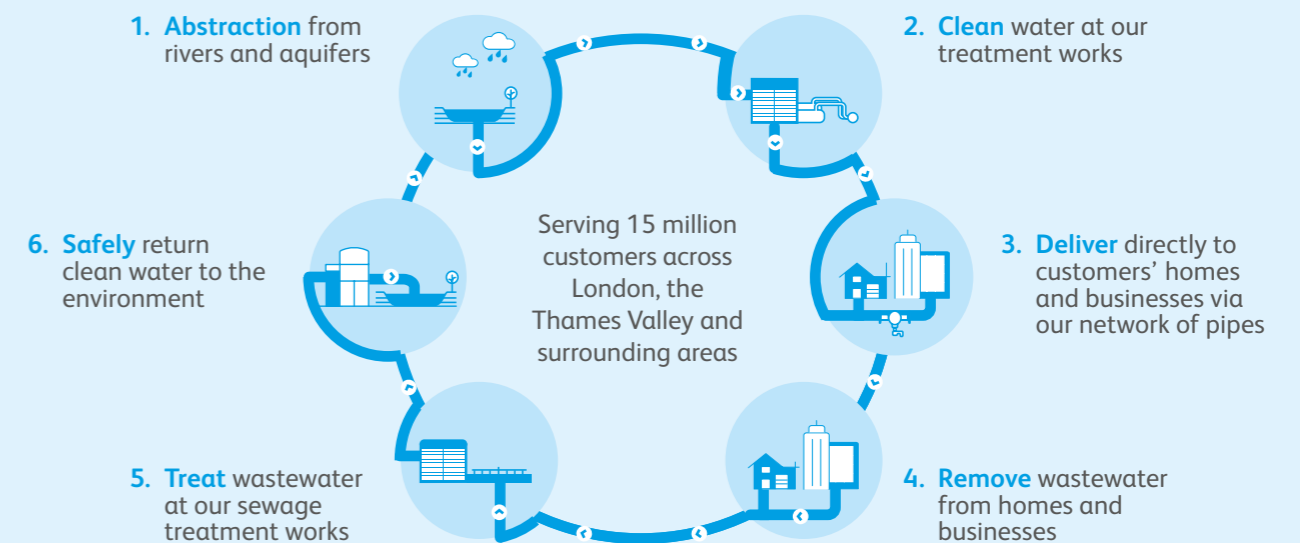 1. Abstraction from
rivers and aquifers
2. Clean water at our
treatment works
3. Deliver directly to
customers’ homes
and businesses via
our network of pipes
4. Remove wastewater
from homes and
businesses
5. Treat wastewater
at our sewage
treatment works
6. Safely return
clean water to the
environment
Serving 15 million
customers across
London, the
Thames Valley and
surrounding areas